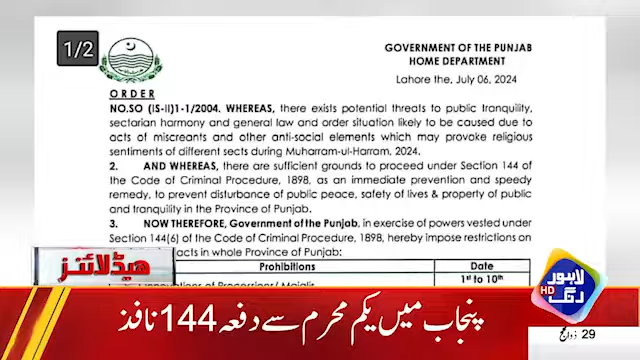 1/2
GOVERNMENT OF THE PUNJAB
HOME DEPARTMENT
Lahore the, July 06, 2024
ORDER
NO.SO (IS-II)1-1/2004. WHEREAS, there exists potential threats to public tranquility,
sectarian harmony and general law and order situation likely to be caused due to
acts of miscreants and other anti-social elements which may provoke religious
sentiments of different sects during Muharram-ul-Harram, 2024.
2. AND WHEREAS, there are sufficient grounds to proceed under Section 144 of
the Code of Criminal Procedure, 1898, as an immediate prevention and speedy
remedy, to prevent disturbance of public peace, safety of lives & property of public
and tranquility in the Province of Punjab.
3. NOW THEREFORE, Government of the Punjab, in exercise of powers vested under
Section 144(6) of the Code of Criminal Procedure, 1898, hereby impose restrictions on
acts in whole Province of Punjab:
Prohibitions Date
1st to 10th
ہیڈلائنز
لاہور
رنگ
HD
پنجاب میں یکم محرم سے دفعہ 144 نافذ
29 ذوالحج